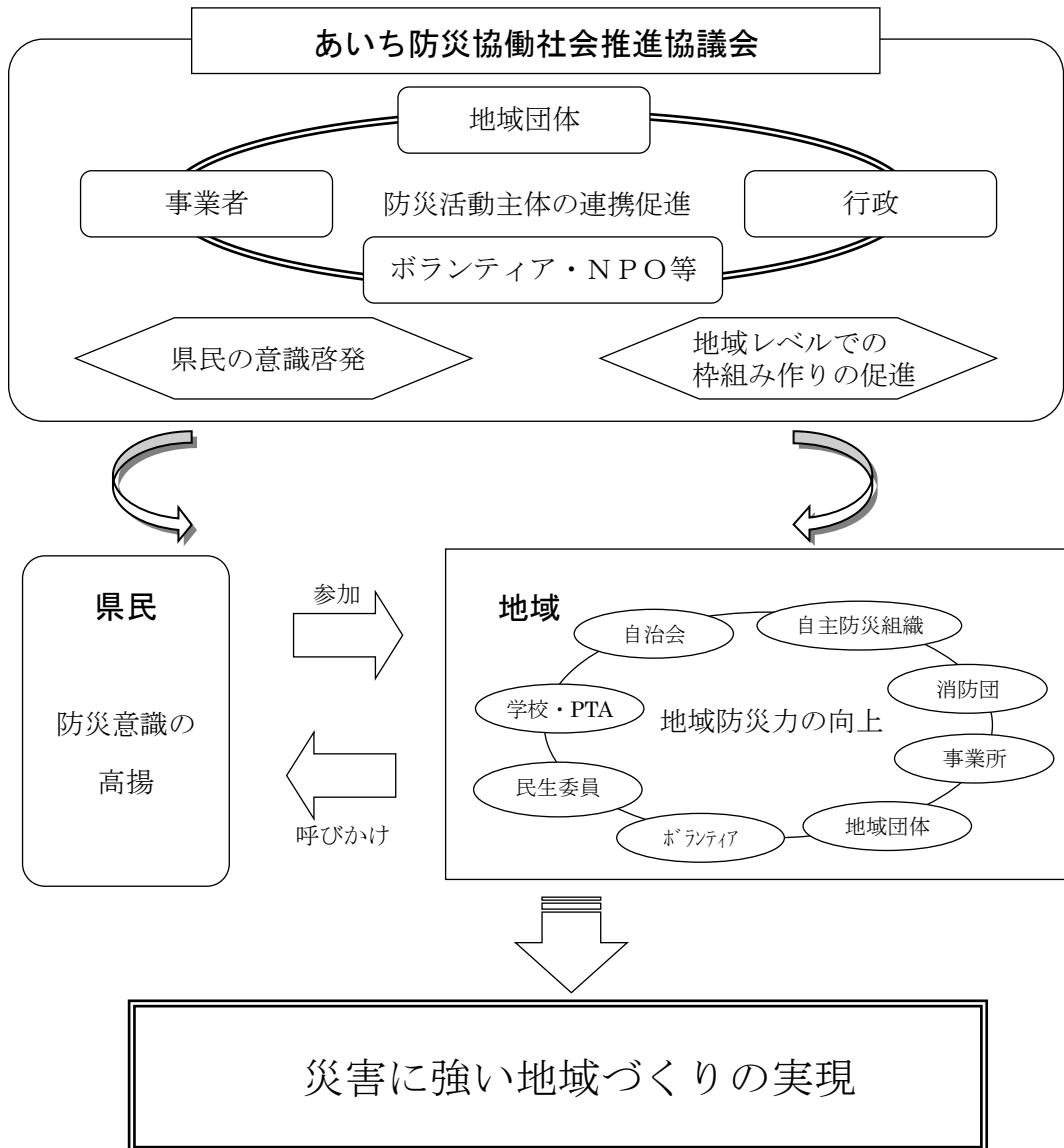 あいち防災協働社会推進協議会
地域団体
事業者
防災活動主体の連携促進
行政
ボランティア・ＮＰＯ等
県民の意識啓発
地域レベルでの
枠組み作りの促進
県民
防災意識の
高揚
参加
呼びかけ
地域
自治会
自主防災組織
消防団
学校・PTA
地域防災力の向上
事業所
民生委員
地域団体
ﾎﾞﾗﾝﾃｨｱ
災害に強い地域づくりの実現